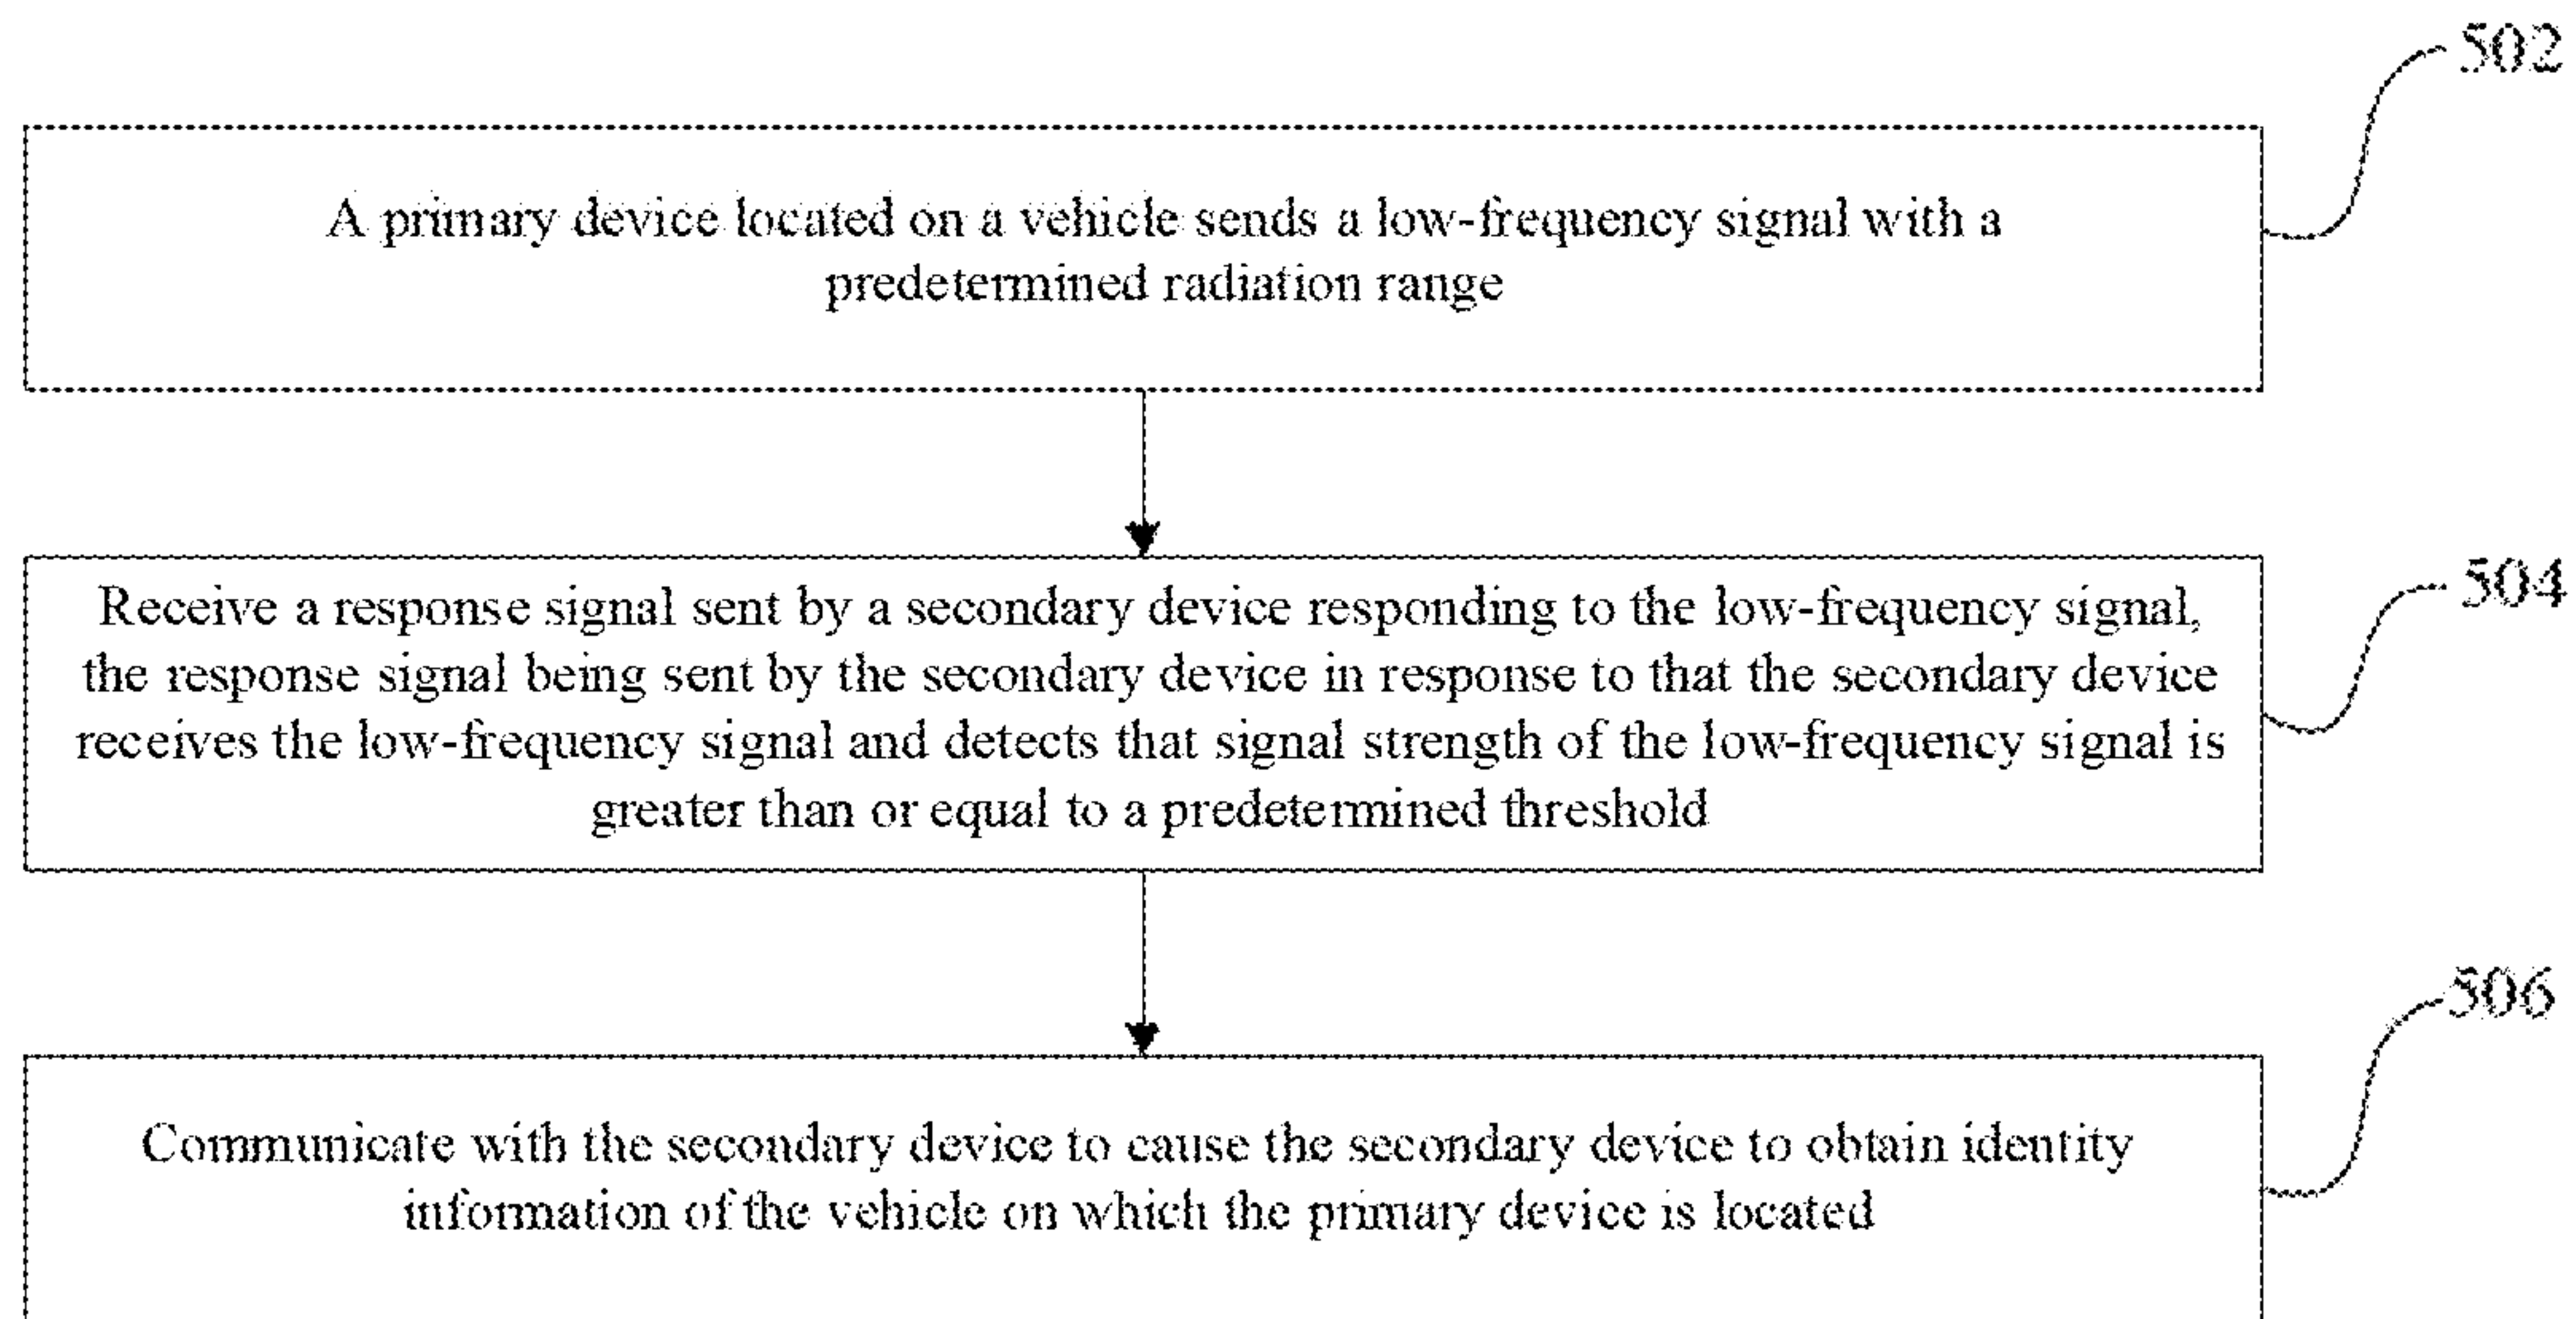 502
A primary device located on a vehicle sends a low-frequency signal with a
predetermined radiation range
504
Receive a response signal sent by a secondary device responding to the low-frequency signal,
the response signal being sent by the secondary device in response to that the secondary device
receives the low-frequency signal and detects that signal strength of the low-frequency signal is
greater than or equal to a predetermined threshold
506
Communicate with the secondary device to cause the secondary device to obtain identity
information of the vehicle on which the primary device is located